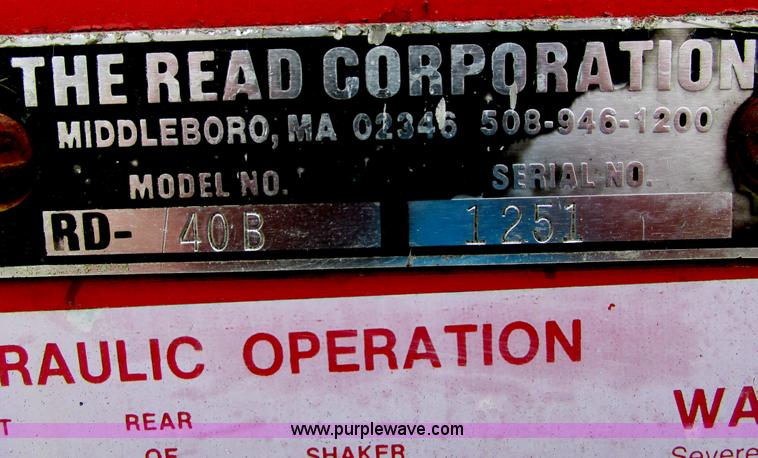 THE READ CORPORATION
MIDDLEBORO, MA 02346 508-946-1200
MODEL NO. SERIAL NO.
RD- 40B 1251
RAULIC OPERATION
T REAR WA
www.purplewave.com
OF SHAKER Severe